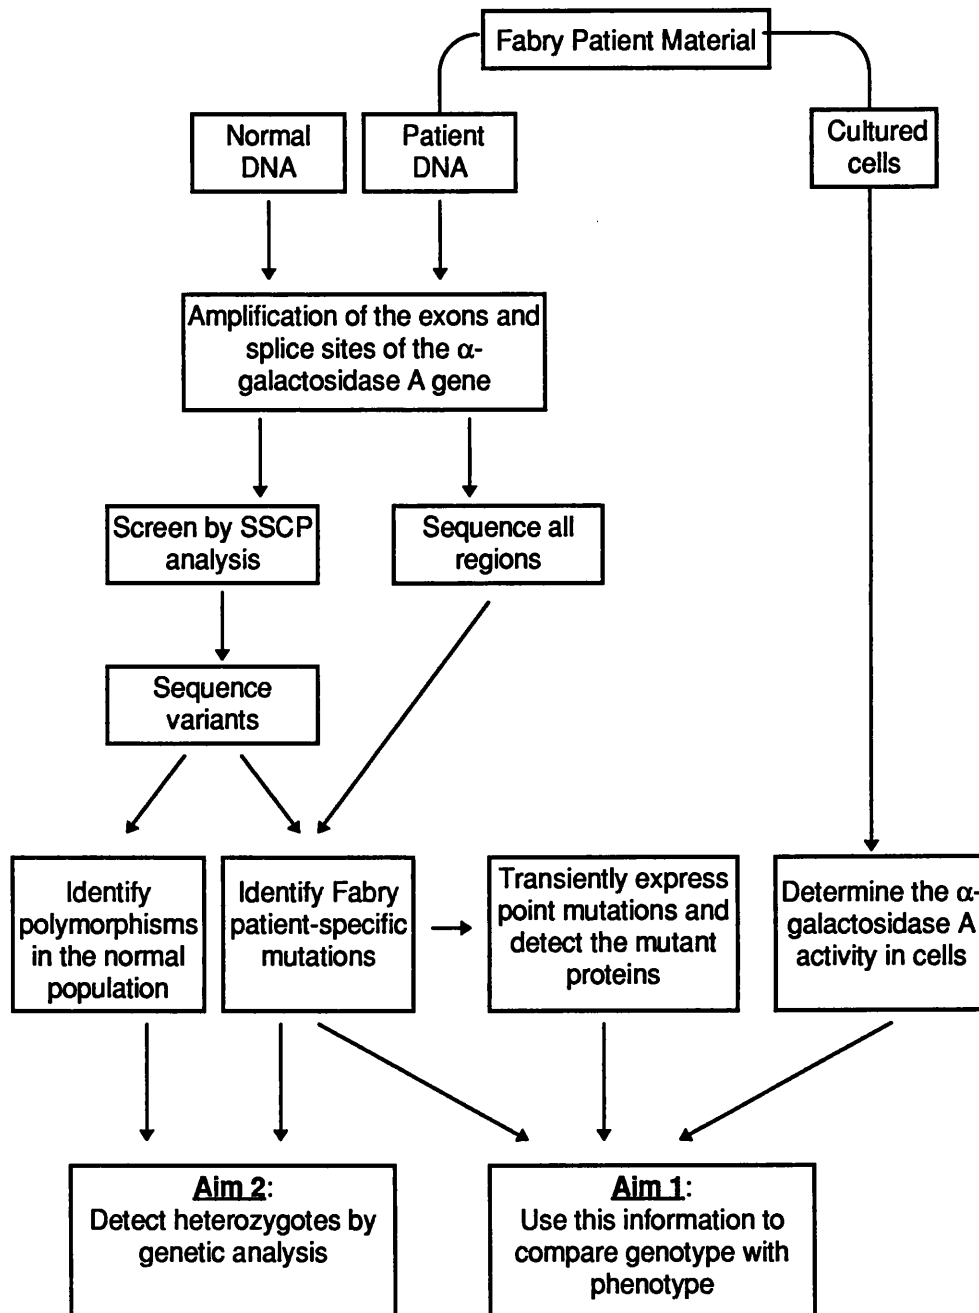 Fabry Patient Material
Normal
DNA
Patient
DNA
Cultured
cells
Amplification of the exons and
splice sites of the α-
galactosidase A gene
Screen by SSCP
analysis
Sequence all
regions
Sequence
variants
Identify
polymorphisms
in the normal
population
Identify Fabry
patient-specific
mutations
Transiently express
point mutations and
detect the mutant
proteins
Determine the α-
galactosidase A
activity in cells
Aim 2:
Detect heterozygotes by
genetic analysis
Aim 1:
Use this information to
compare genotype with
phenotype